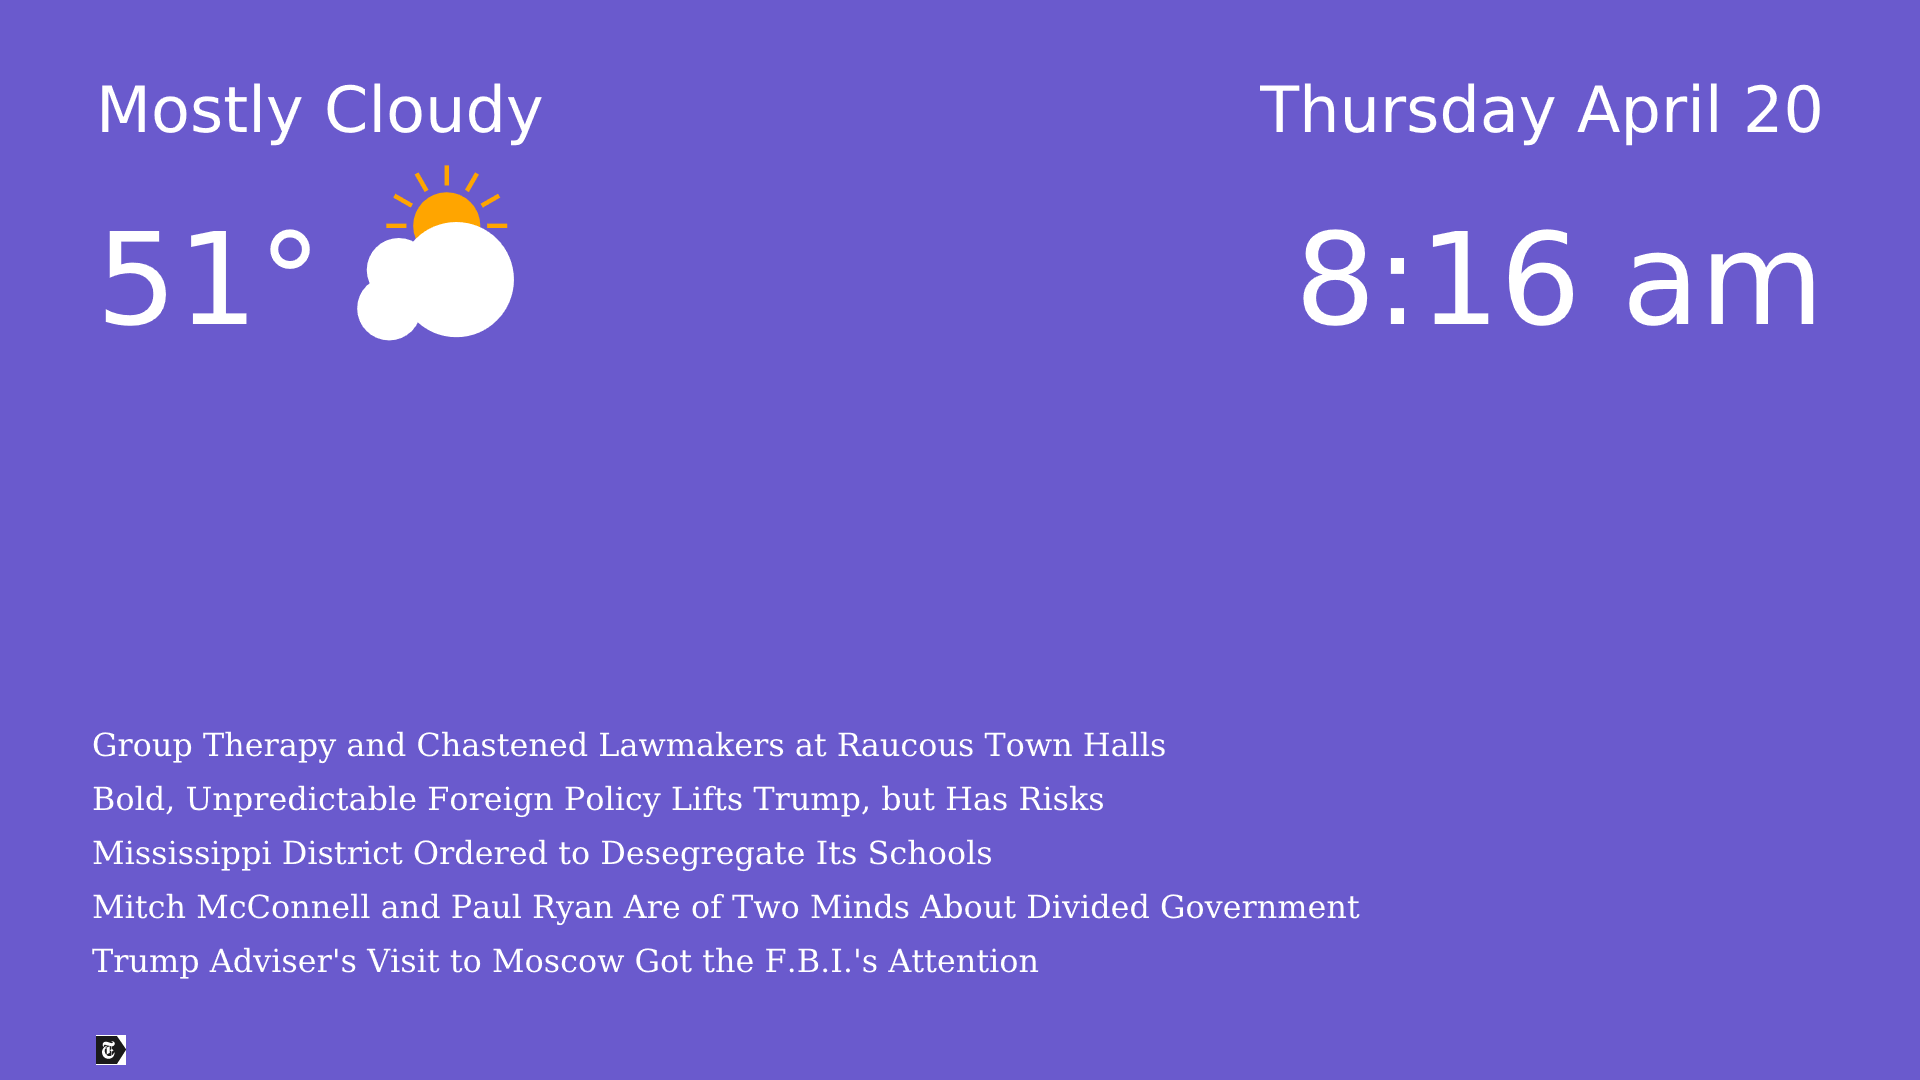 Mostly Cloudy
Thursday April 20
51°
8:16 am
Group Therapy and Chastened Lawmakers at Raucous Town Halls
Bold, Unpredictable Foreign Policy Lifts Trump, but Has Risks
Mississippi District Ordered to Desegregate Its Schools
Mitch McConnell and Paul Ryan Are of Two Minds About Divided Government
Trump Adviser's Visit to Moscow Got the F.B.I.'s Attention
T